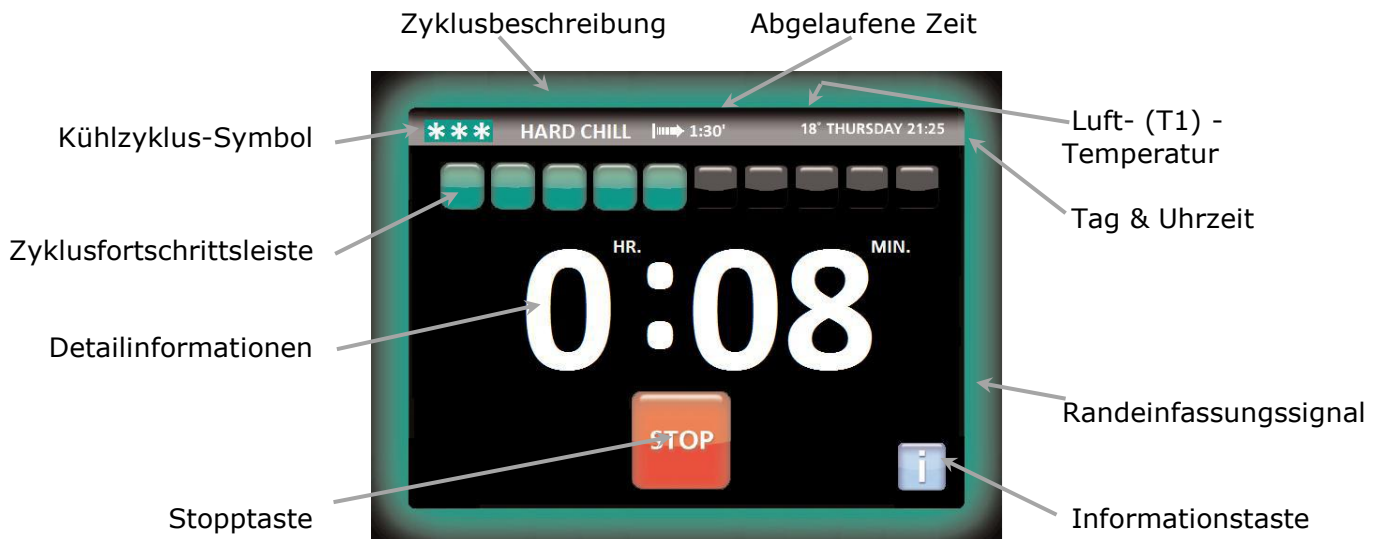 Zyklusbeschreibung
Abgelaufene Zeit
Kühlzyklus-Symbol
*** HARD CHILL 1:30' 18° THURSDAY 21:25
Luft- (T1) -
Temperatur
Tag & Uhrzeit
Zyklusfortschrittsleiste
HR. MIN.
0:08
Detailinformationen
Randeinfassungssignal
STOP
i
Stopptaste
Informationstaste